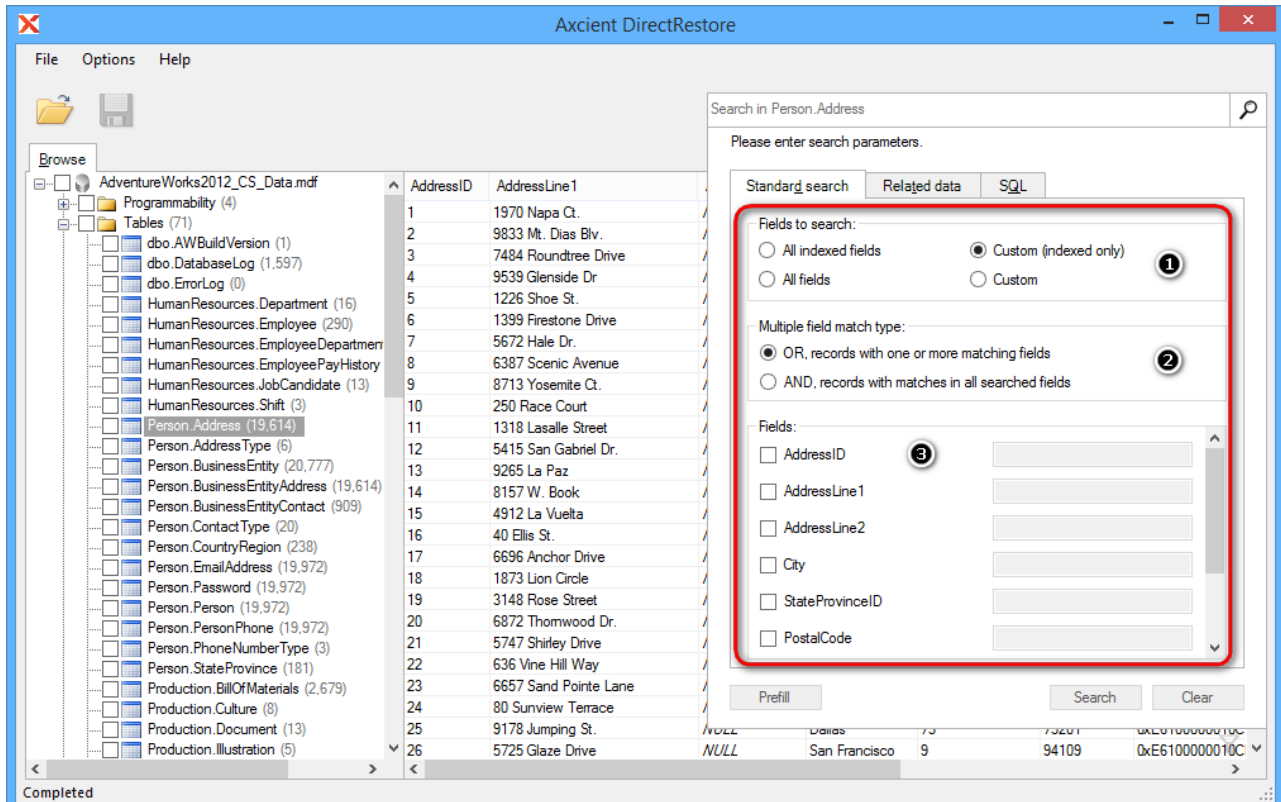 Axcient DirectRestore
File Options Help
Search in Person.Address
Please enter search parameters.
Browse
AdventureWorks2012_CS_Data.mdf
Programmability (4)
Tables (71)
dbo.AWBuildVersion (1)
dbo.DatabaseLog (1,597)
dbo.ErrorLog (0)
HumanResources.Department (16)
HumanResources.Employee (290)
HumanResources.EmployeeDepartmen
HumanResources.EmployeePayHistory
HumanResources.JobCandidate (13)
HumanResources.Shift (3)
Person.Address (19,614)
Person.AddressType (6)
Person.BusinessEntity (20,777)
Person.BusinessEntityAddress (19,614)
Person.BusinessEntityContact (909)
Person.ContactType (20)
Person.CountryRegion (238)
Person.EmailAddress (19,972)
Person.Password (19,972)
Person.Person (19,972)
Person.PersonPhone (19,972)
Person.PhoneNumberType (3)
Person.StateProvince (181)
Production.BillOfMaterials (2,679)
Production.Culture (8)
Production.Document (13)
Production.Illustration (5)
AddressID AddressLine1
1 1970 Napa Ct.
2 9833 Mt. Dias Blv.
3 7484 Roundtree Drive
4 9539 Glenside Dr
5 1226 Shoe St.
6 1399 Firestone Drive
7 5672 Hale Dr.
8 6387 Scenic Avenue
9 8713 Yosemite Ct.
10 250 Race Court
11 1318 Lasalle Street
12 5415 San Gabriel Dr.
13 9265 La Paz
14 8157 W. Book
15 4912 La Vuelta
16 40 Ellis St.
17 6696 Anchor Drive
18 1873 Lion Circle
19 3148 Rose Street
20 6872 Thornwood Dr.
21 5747 Shirley Drive
22 636 Vine Hill Way
23 6657 Sand Pointe Lane
24 80 Sunview Terrace
25 9178 Jumping St. NULL Dallas 75201 0xE6100000010C
26 5725 Glaze Drive NULL San Francisco 9 94109 0xE6100000010C
Standard search Related data SQL
Fields to search:
All indexed fields Custom (indexed only)
1
All fields Custom
Multiple field match type:
OR, records with one or more matching fields
2
AND, records with matches in all searched fields
Fields:
AddressID
3
AddressLine1
AddressLine2
City
StateProvinceID
PostalCode
Prefill Search Clear
Completed